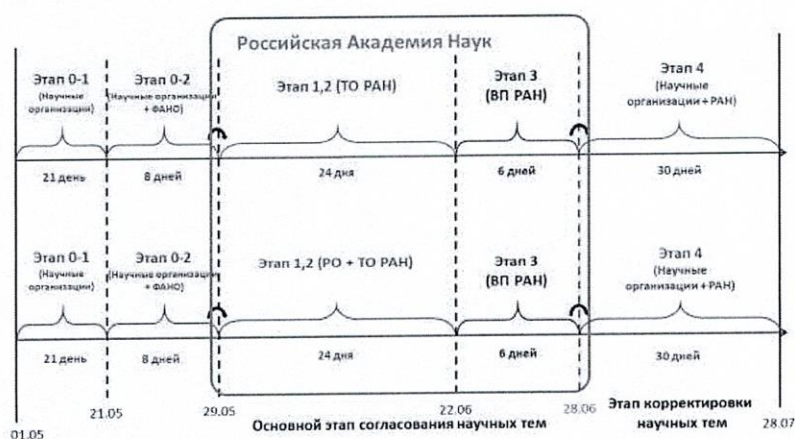 Российская Академия Наук
Этап 0-1
(Научные
организации)
Этап 0-2
(Научные организации
+ ФАНО)
Этап 1,2 (ТО РАН)
Этап 3
(ВП РАН)
Этап 4
(Научные
организации + РАН)
21 день
8 дней
24 дня
6 дней
30 дней
Этап 0-1
(Научные
организации)
Этап 0-2
(Научные организации
+ ФАНО)
Этап 1,2 (РО + ТО РАН)
Этап 3
(ВП РАН)
Этап 4
(Научные
организации + РАН)
21 день
8 дней
24 дня
6 дней
30 дней
01.05
21.05
29.05
Основной этап согласования научных тем
22.06
28.06
Этап корректировки
научных тем
28.07